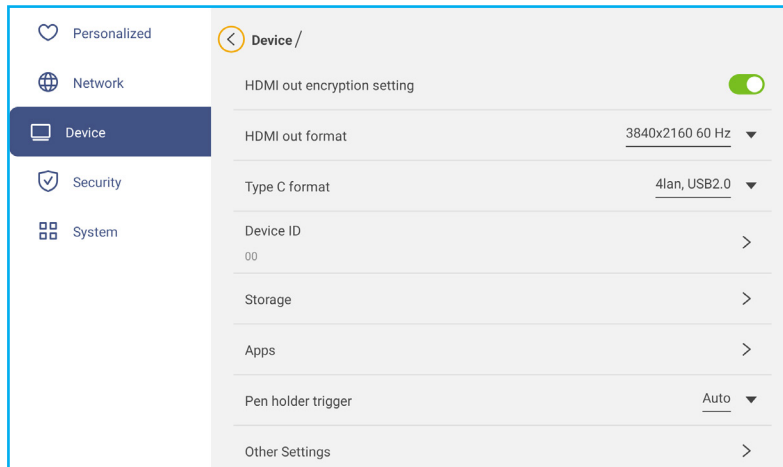 Personalized
Network
Device
Security
System
Device /
HDMI out encryption setting
HDMI out format 3840x2160 60 Hz
Type C format 4lan, USB2.0
Device ID
00
Storage
Apps
Pen holder trigger Auto
Other Settings